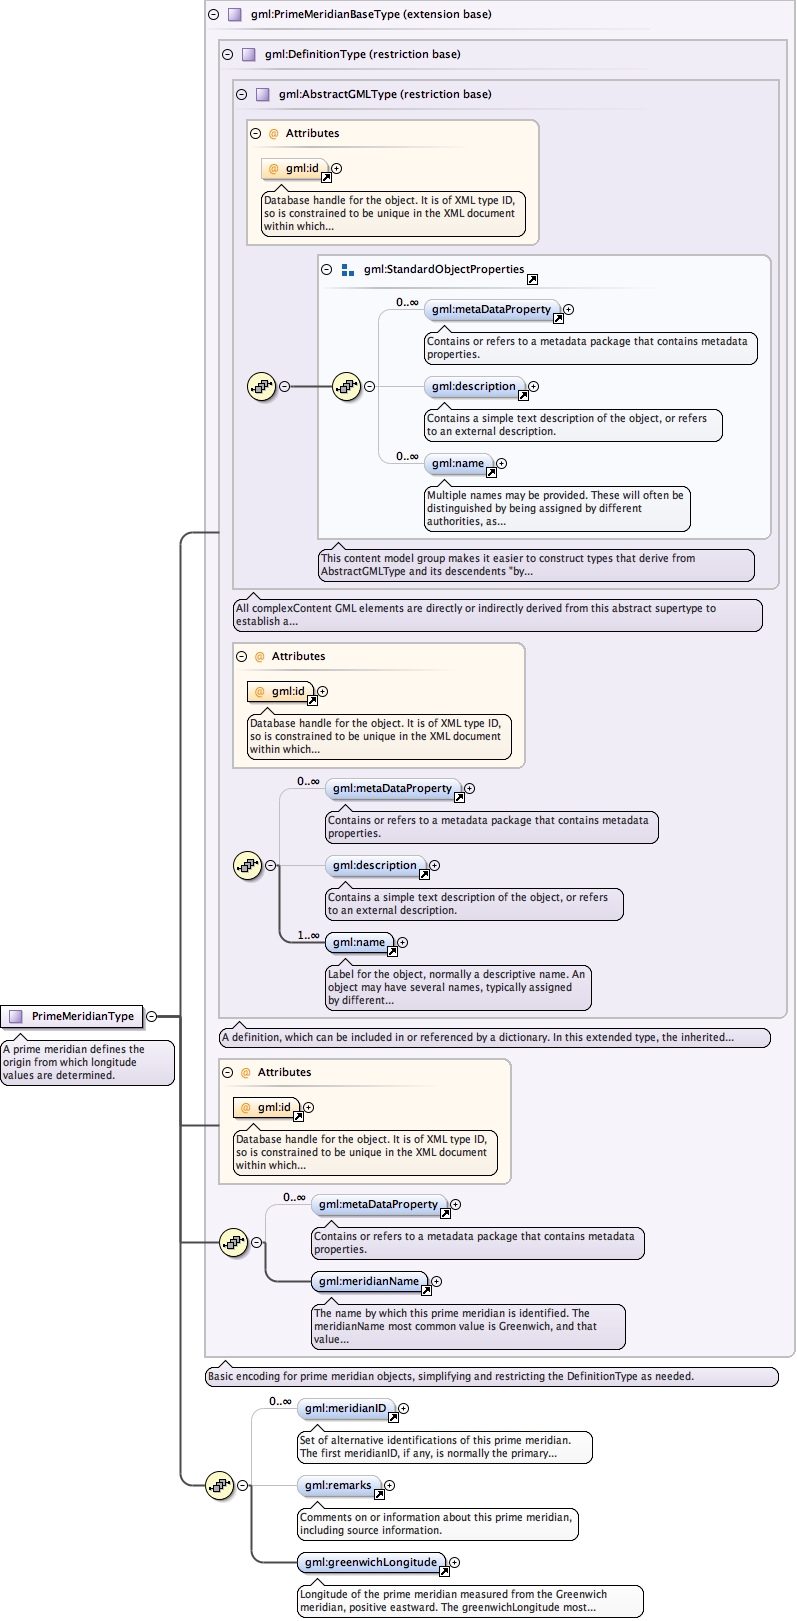 gml:PrimeMeridianBaseType (extension base)
gml:DefinitionType (restriction base)
gml:AbstractGMLType (restriction base)
@ Attributes
@ gml:id
Database handle for the object. It is of XML type ID,
so is constrained to be unique in the XML document
within which...
gml:StandardObjectProperties
0..∞
gml:metaDataProperty
Contains or refers to a metadata package that contains metadata
properties.
gml:description
Contains a simple text description of the object, or refers
to an external description.
0..∞
gml:name
Multiple names may be provided. These will often be
distinguished by being assigned by different
authorities, as...
This content model group makes it easier to construct types that derive from
AbstractGMLType and its descendents "by...
All complexContent GML elements are directly or indirectly derived from this abstract supertype to
establish a...
@ Attributes
@ gml:id
Database handle for the object. It is of XML type ID,
so is constrained to be unique in the XML document
within which...
0..∞
gml:metaDataProperty
Contains or refers to a metadata package that contains metadata
properties.
gml:description
Contains a simple text description of the object, or refers
to an external description.
1..∞
gml:name
Label for the object, normally a descriptive name. An
object may have several names, typically assigned
by different...
PrimeMeridianType
A prime meridian defines the
origin from which longitude
values are determined.
A definition, which can be included in or referenced by a dictionary. In this extended type, the inherited...
@ Attributes
@ gml:id
Database handle for the object. It is of XML type ID,
so is constrained to be unique in the XML document
within which...
0..∞
gml:metaDataProperty
Contains or refers to a metadata package that contains metadata
properties.
gml:meridianName
The name by which this prime meridian is identified. The
meridianName most common value is Greenwich, and that
value...
Basic encoding for prime meridian objects, simplifying and restricting the DefinitionType as needed.
0..∞
gml:meridianID
Set of alternative identifications of this prime meridian.
The first meridianID, if any, is normally the primary...
gml:remarks
Comments on or information about this prime meridian,
including source information.
gml:greenwichLongitude
Longitude of the prime meridian measured from the Greenwich
meridian, positive eastward. The greenwichLongitude most...